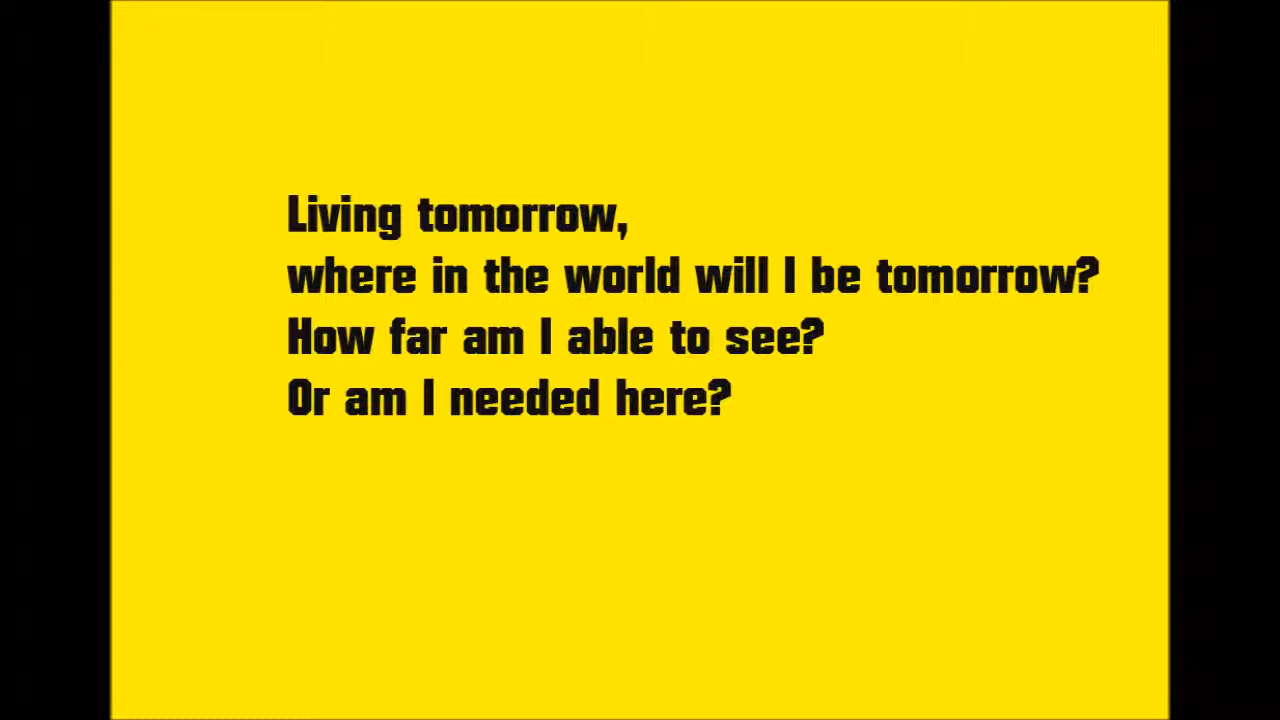 Living tomorrow,
where in the world will I be tomorrow?
How far am I able to see?
Or am I needed here?